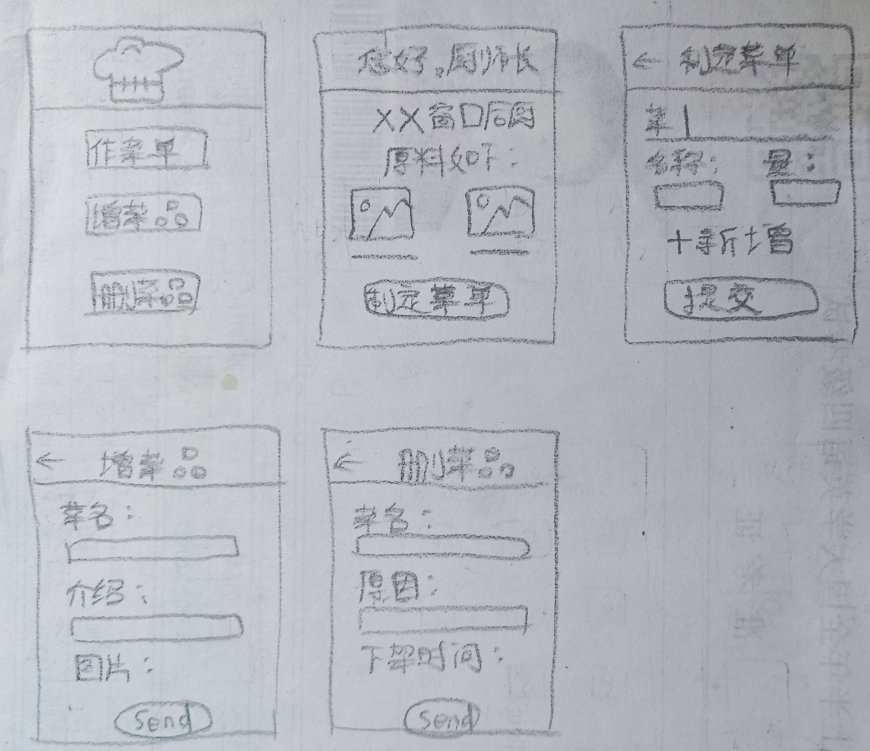 作菜单
增菜品
删菜品
您好。厨师长
XX窗口后厨
原料如下:
制定菜单
← 制定菜单
菜
名称: 量:
+新增
提交
← 增菜品
菜名:
介绍:
图片:
Send
← 删菜品
菜名:
原因:
下架时间:
Send